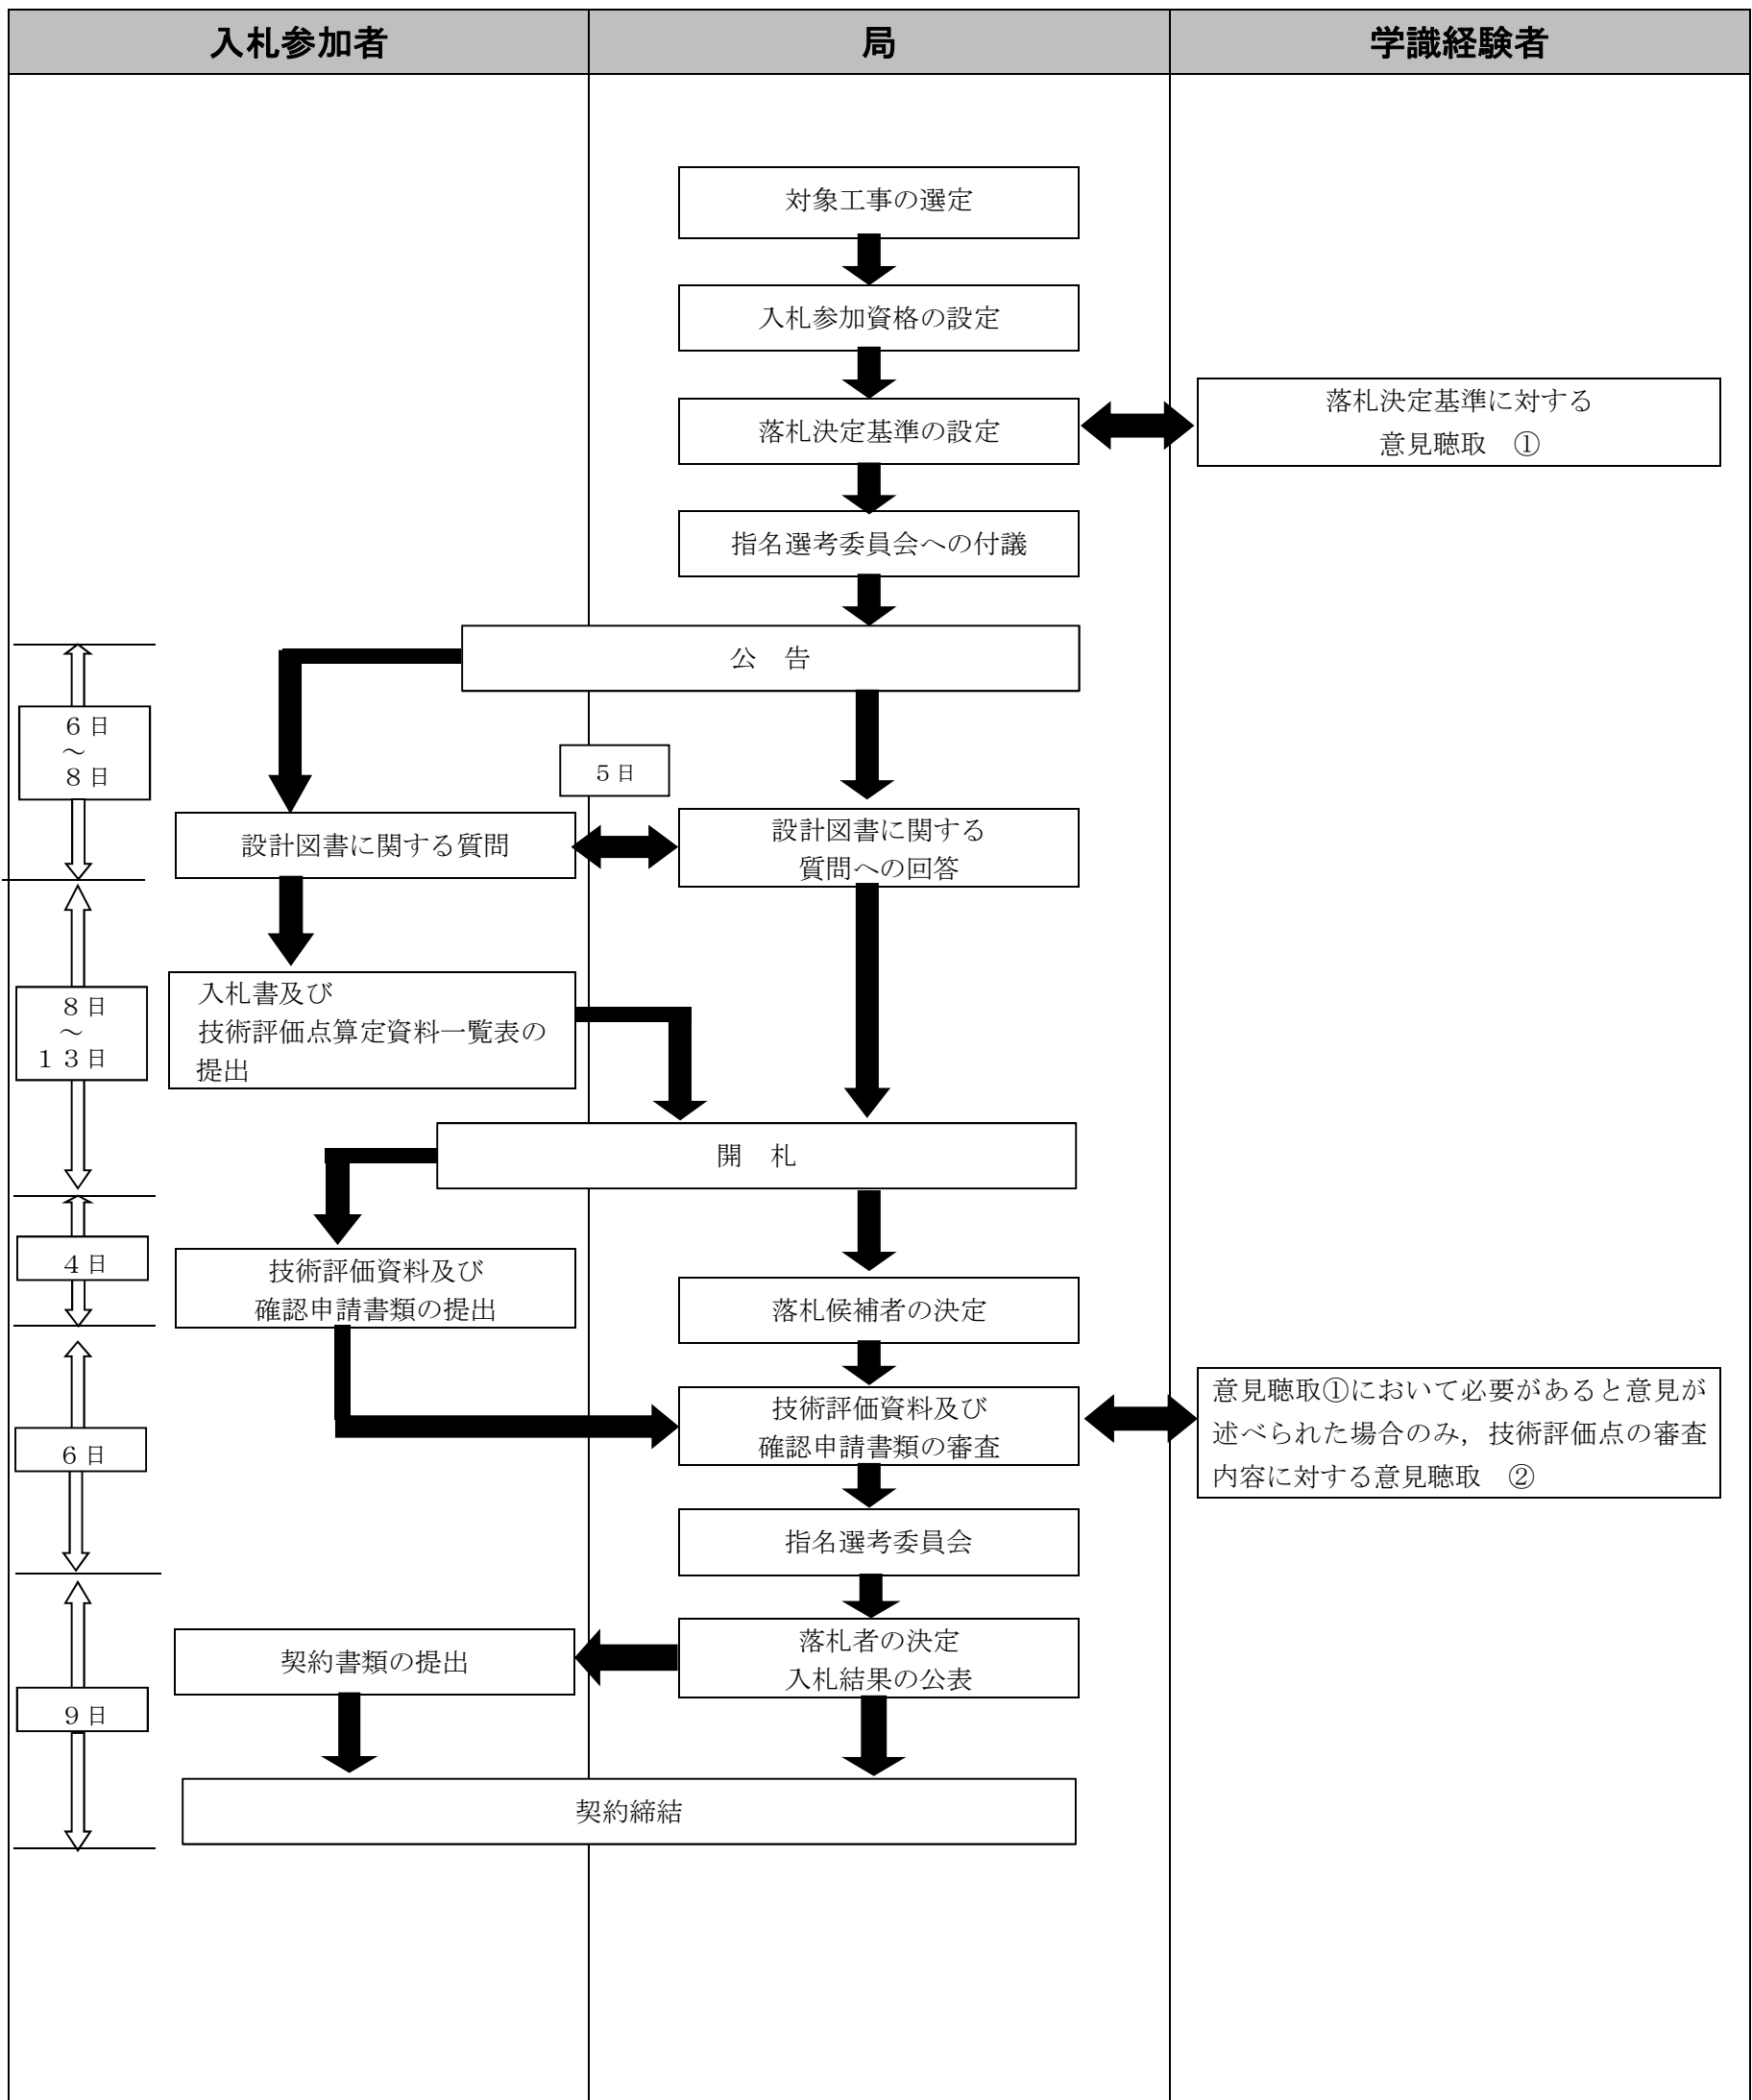 入札参加者
局
学識経験者
対象工事の選定
入札参加資格の設定
落札決定基準の設定
落札決定基準に対する
意見聴取　①
指名選考委員会への付議
公　告
６日
～
８日
５日
設計図書に関する質問
設計図書に関する
質問への回答
入札書及び
技術評価点算定資料一覧表の
提出
８日
～
１３日
開　札
４日
技術評価資料及び
確認申請書類の提出
落札候補者の決定
技術評価資料及び
確認申請書類の審査
意見聴取①において必要があると意見が
述べられた場合のみ，技術評価点の審査
内容に対する意見聴取　②
６日
指名選考委員会
落札者の決定
入札結果の公表
契約書類の提出
９日
契約締結